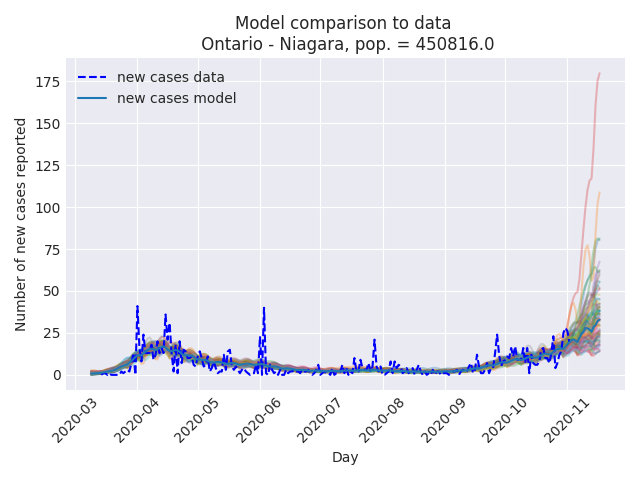 Model comparison to data
Ontario - Niagara, pop. = 450816.0
new cases data
new cases model
Number of new cases reported
175
150
125
100
75
50
25
0
2020-03
2020-04
2020-05
2020-06
2020-07
2020-08
2020-09
2020-10
2020-11
Day